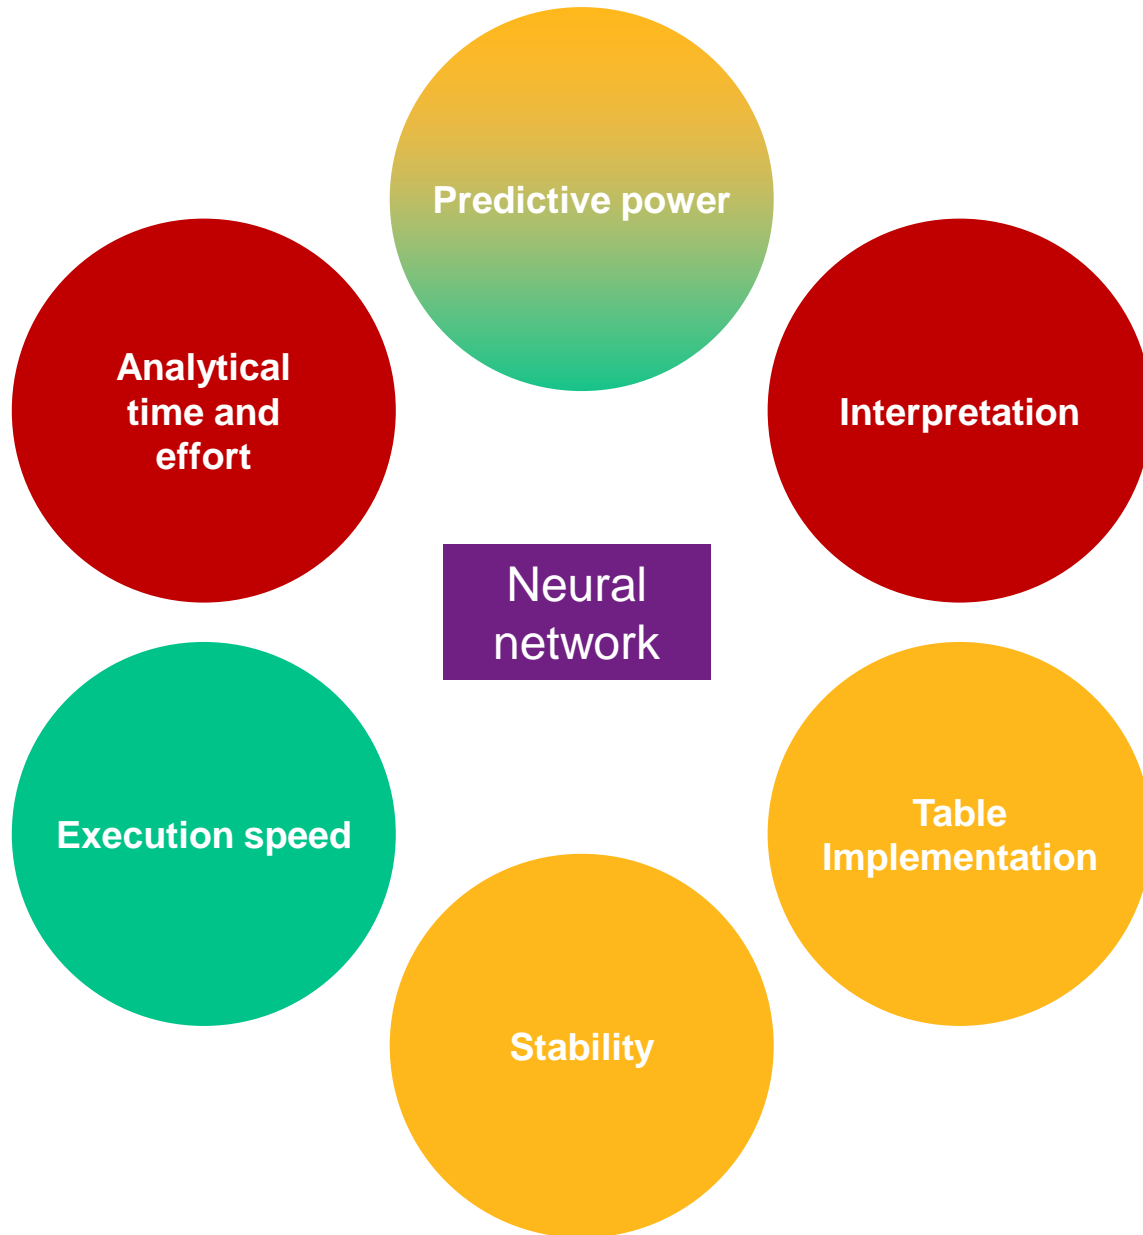 Predictive power
Analytical
time and
effort
Interpretation
Neural
network
Execution speed
Table
Implementation
Stability